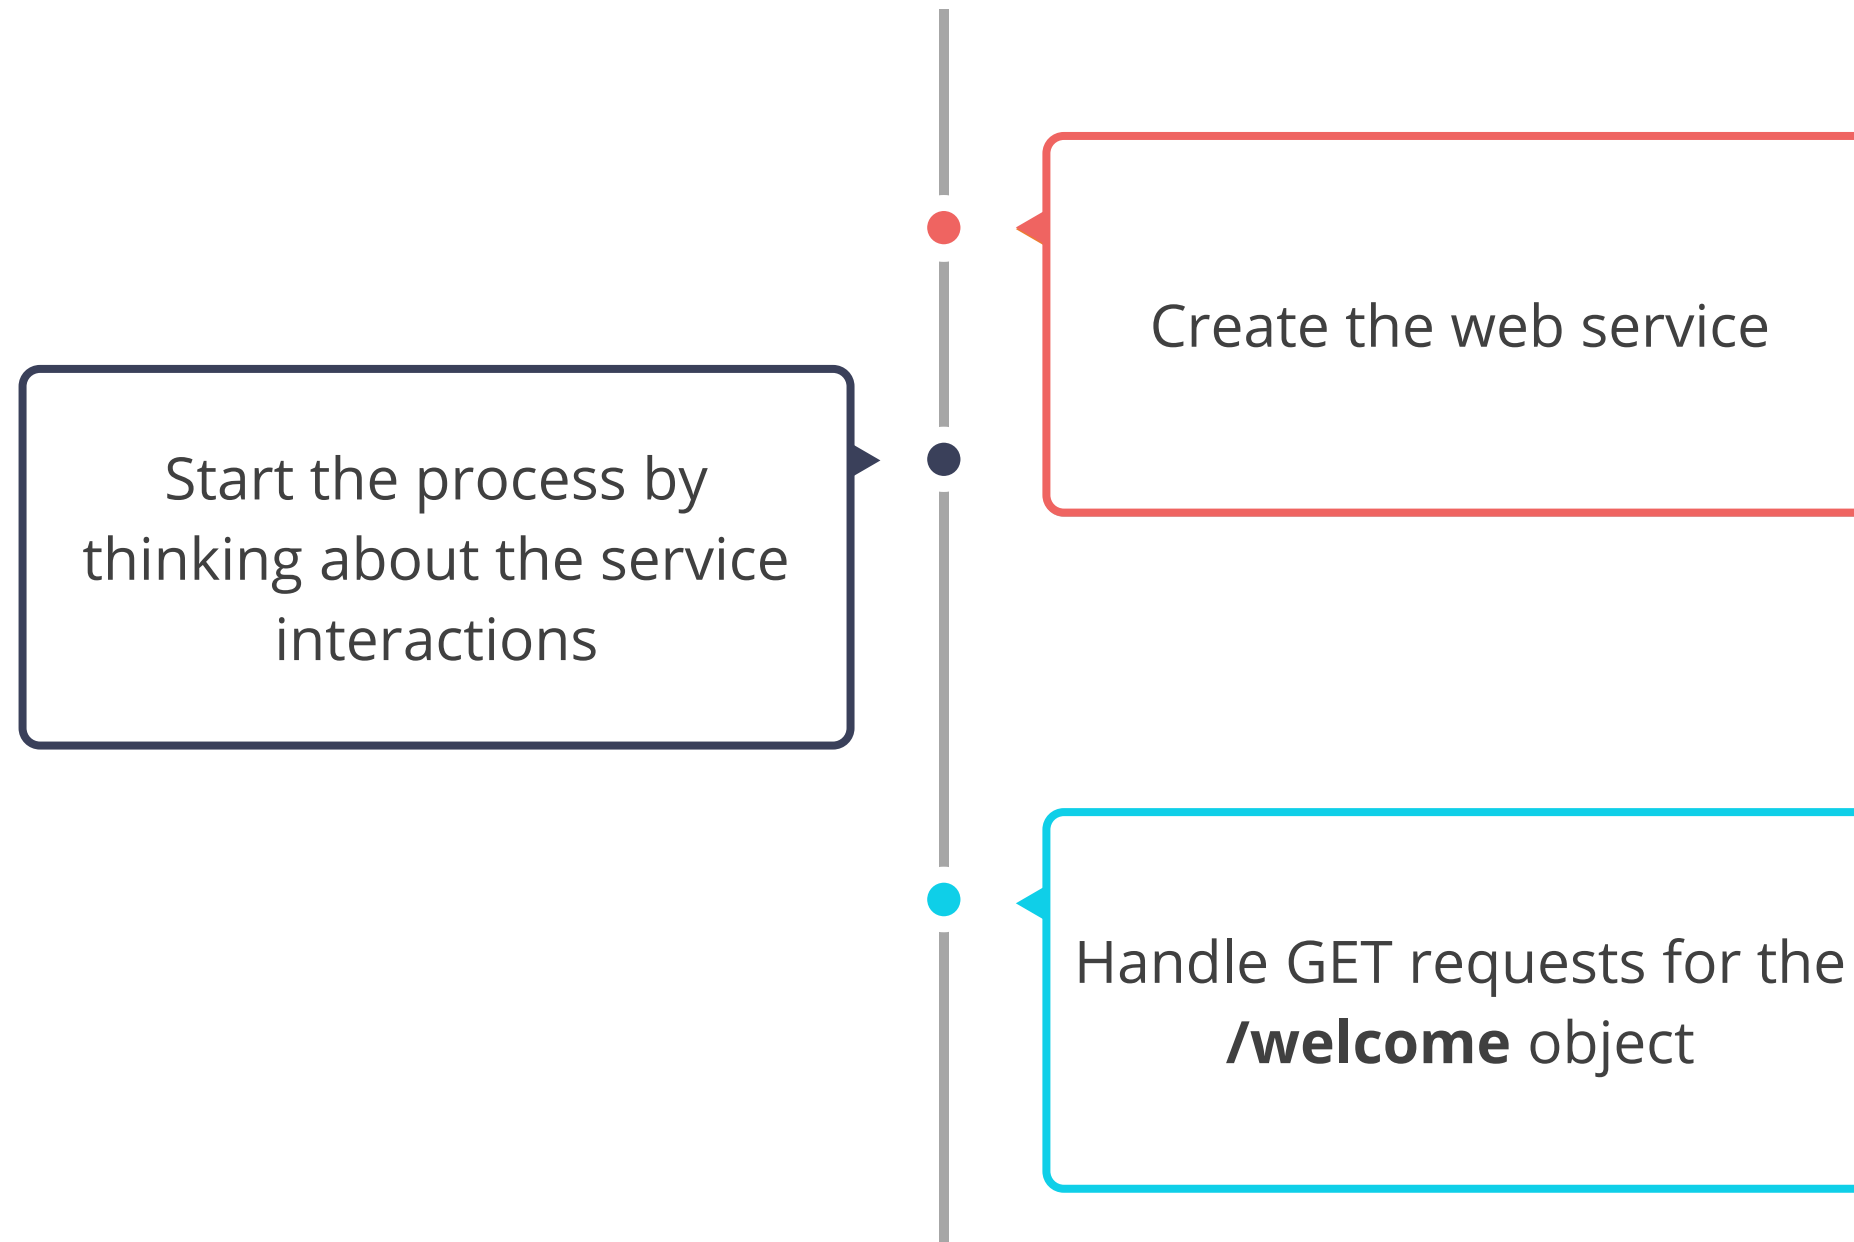 Create the web service
Start the process by
thinking about the service
interactions
Handle GET requests for the
/welcome object